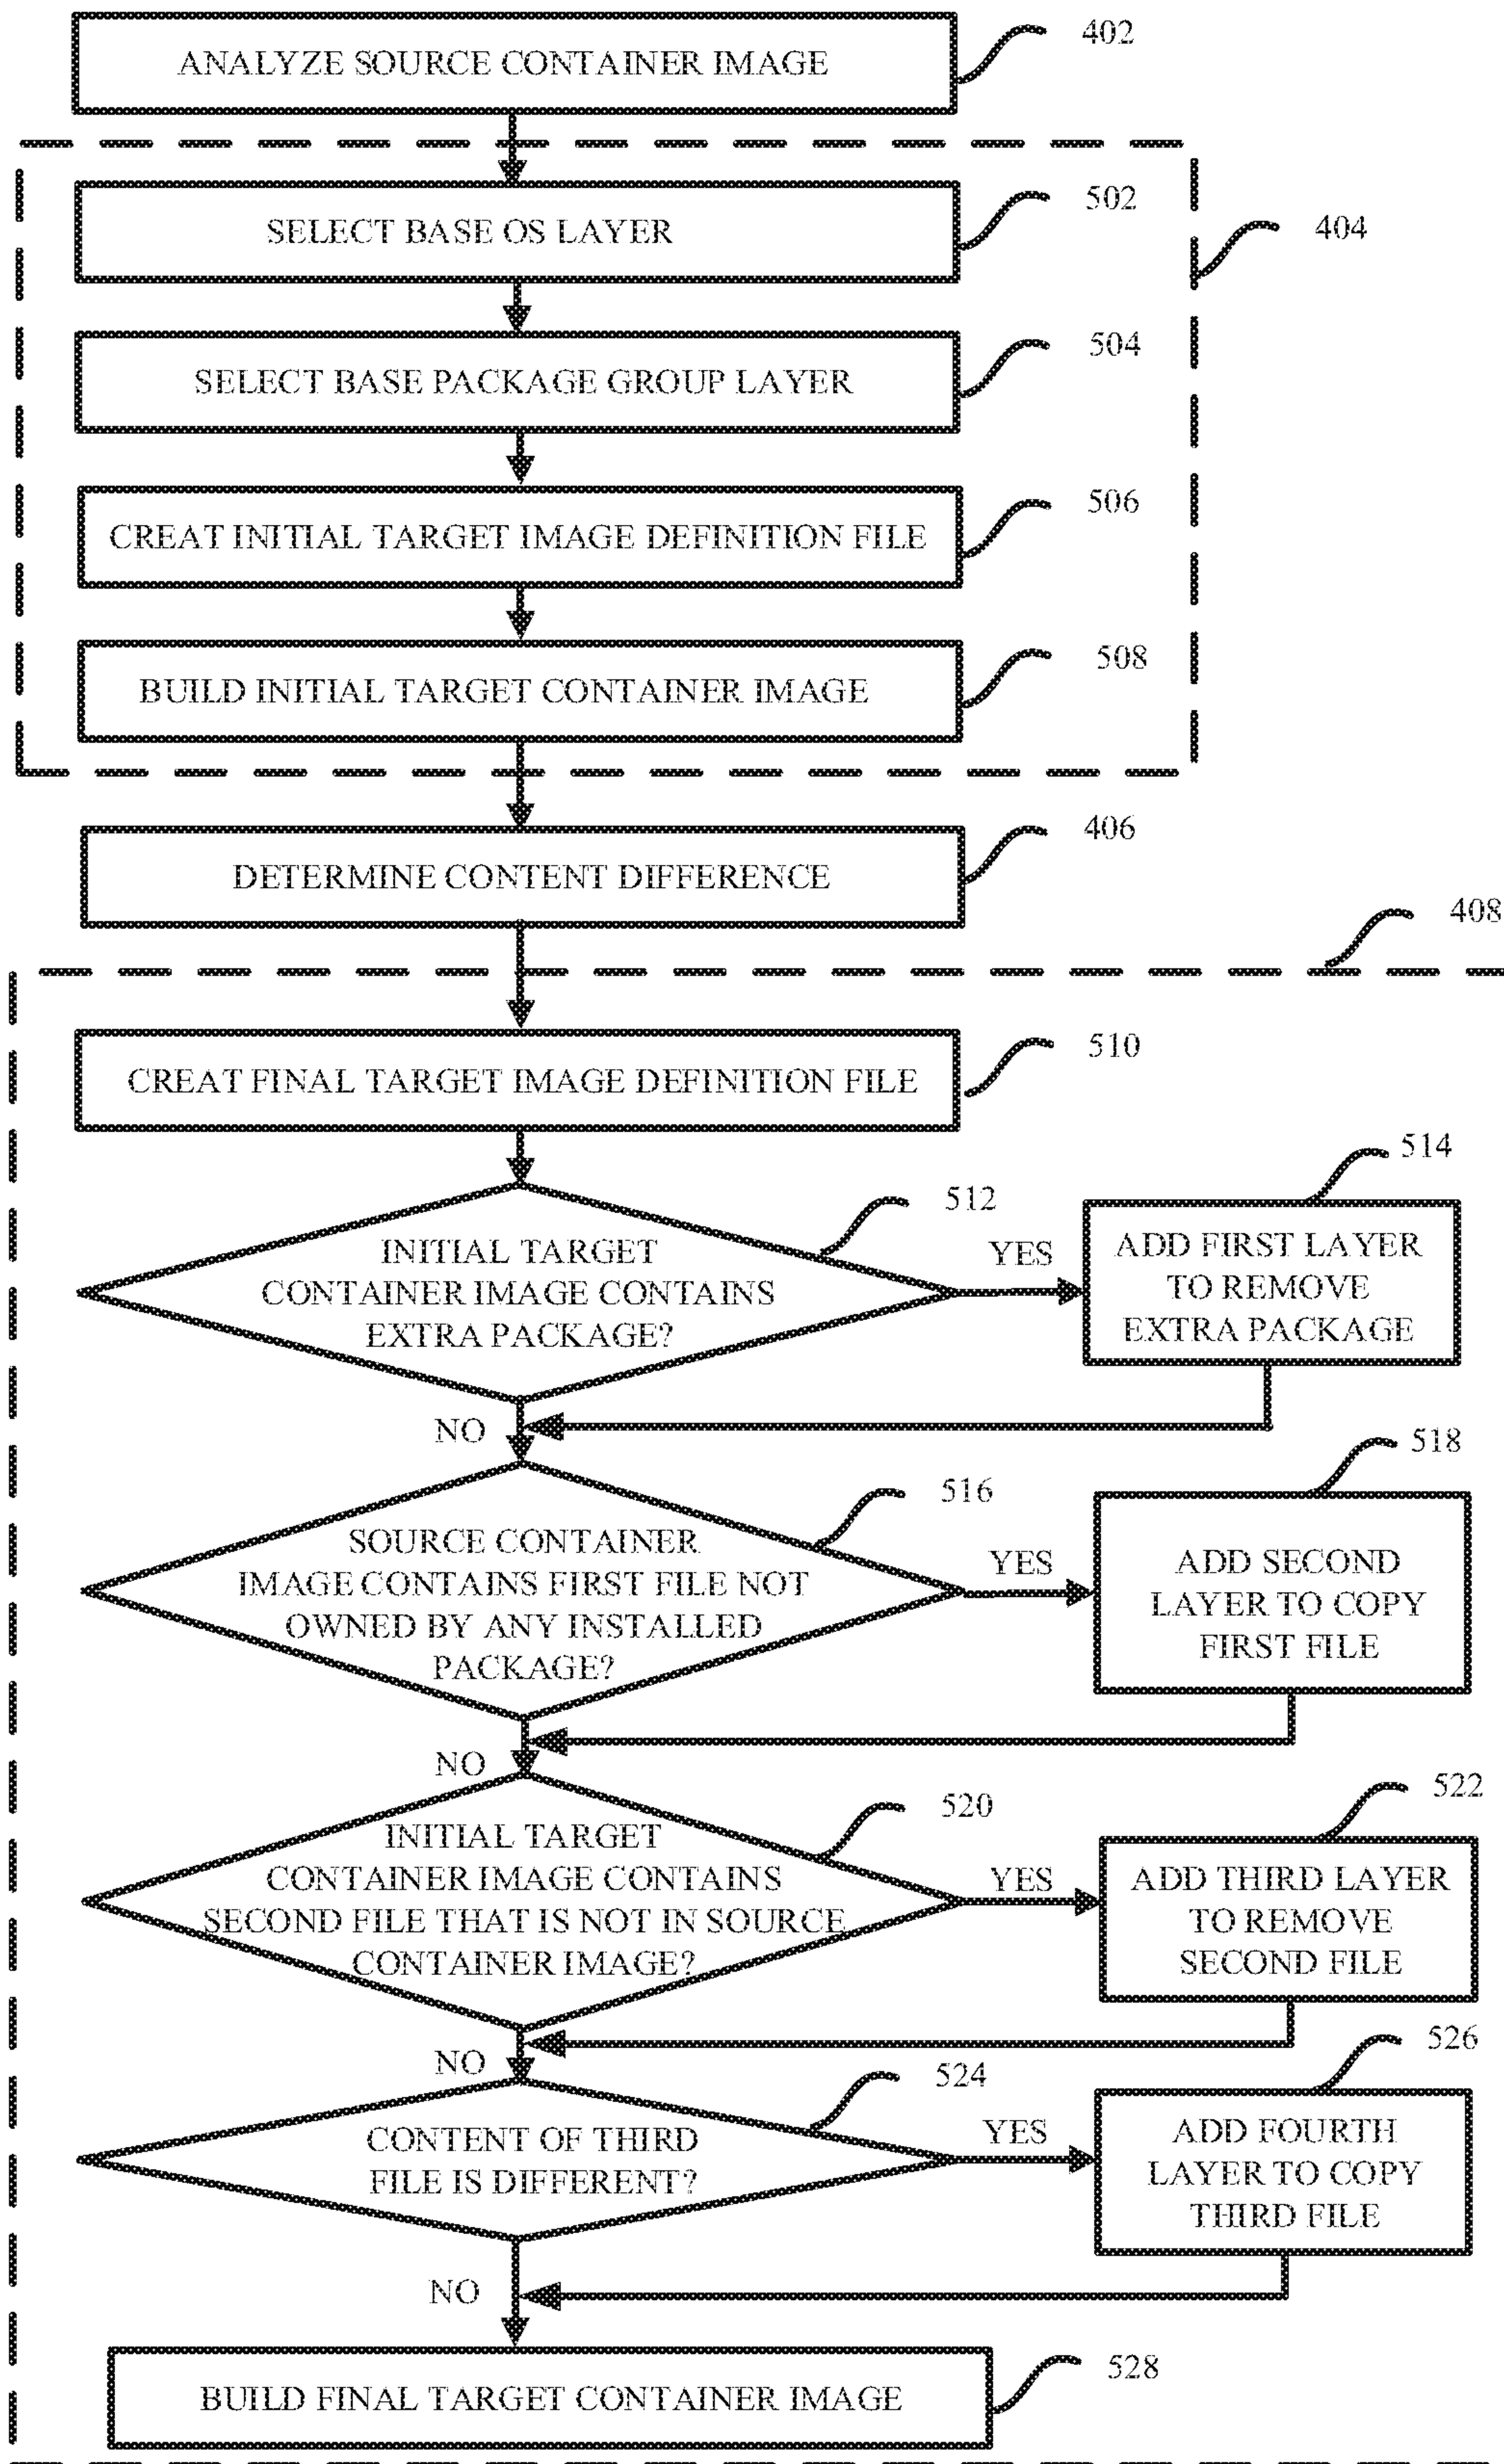 ANALYZE SOURCE CONTAINER IMAGE
402
SELECT BASE OS LAYER
502
404
SELECT BASE PACKAGE GROUP LAYER
504
CREAT INITIAL TARGET IMAGE DEFINITION FILE
506
BUILD INITIAL TARGET CONTAINER IMAGE
508
DETERMINE CONTENT DIFFERENCE
406
408
CREAT FINAL TARGET IMAGE DEFINITION FILE
510
INITIAL TARGET
CONTAINER IMAGE CONTAINS
EXTRA PACKAGE?
512
YES
514
ADD FIRST LAYER
TO REMOVE
EXTRA PACKAGE
NO
SOURCE CONTAINER
IMAGE CONTAINS FIRST FILE NOT
OWNED BY ANY INSTALLED
PACKAGE?
516
YES
518
ADD SECOND
LAYER TO COPY
FIRST FILE
NO
INITIAL TARGET
CONTAINER IMAGE CONTAINS
SECOND FILE THAT IS NOT IN SOURCE
CONTAINER IMAGE?
520
YES
522
ADD THIRD LAYER
TO REMOVE
SECOND FILE
NO
CONTENT OF THIRD
FILE IS DIFFERENT?
524
YES
526
ADD FOURTH
LAYER TO COPY
THIRD FILE
NO
BUILD FINAL TARGET CONTAINER IMAGE
528